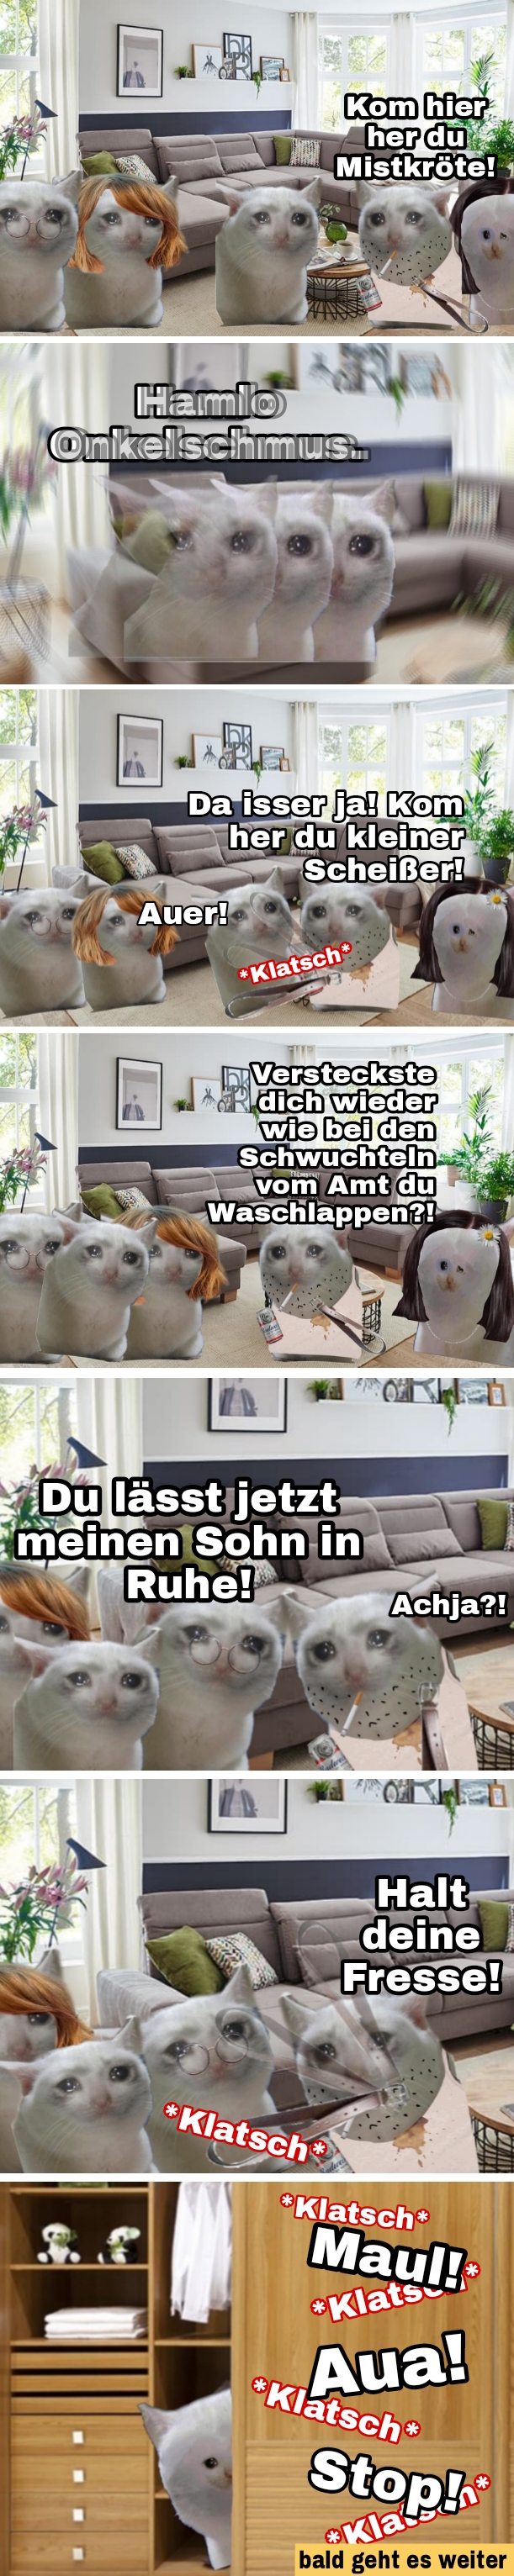 Kom hier
her du
Mistkröte!
Hamlo
Onkelschmus..
Da isser ja! Kom
her du kleiner
Scheißer!
Auer!
*Klatsch*
Versteckste
dich wieder
wie bei den
Schwuchteln
vom Amt du
Waschlappen?!
Du lässt jetzt
meinen Sohn in
Ruhe!
Achja?!
Halt
deine
Fresse!
*Klatsch*
*Klatsch*
Maul!
*Klatsch*
Aua!
*Klatsch*
Stop!
*Klatsch*
bald geht es weiter